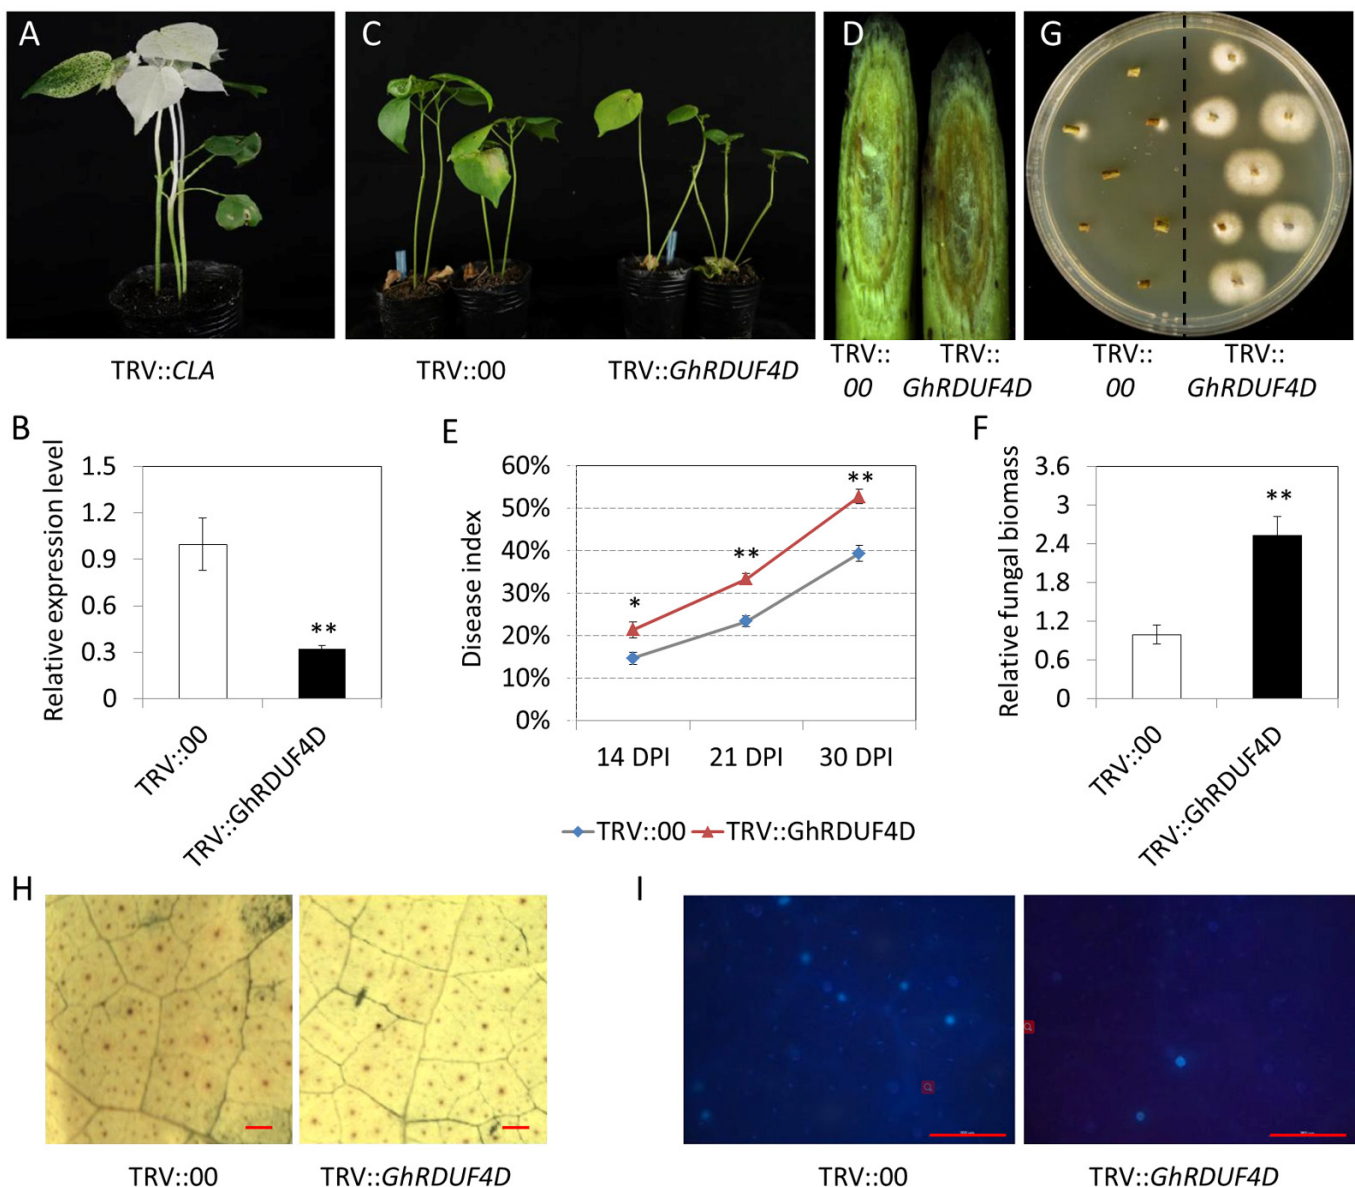 A
C
D
G
TRV::CLA
TRV::00
TRV::GhRDUF4D
TRV::
00
TRV::
GhRDUF4D
TRV::
00
TRV::
GhRDUF4D
B
Relative expression level
1.5
1.2
0.9
0.6
0.3
0
**
TRV::00
TRV::GhRDUF4D
E
Disease index
60%
50%
40%
30%
20%
10%
0%
*
**
**
14 DPI
21 DPI
30 DPI
TRV::00
TRV::GhRDUF4D
F
Relative fungal biomass
3.6
3
2.4
1.8
1.2
0.6
0
**
TRV::00
TRV::GhRDUF4D
H
TRV::00
TRV::GhRDUF4D
I
TRV::00
TRV::GhRDUF4D